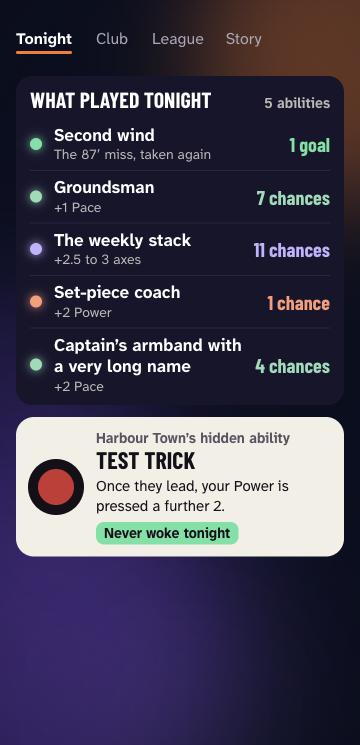 Tonight Club League Story
WHAT PLAYED TONIGHT 5 abilities
Second wind
The 87′ miss, taken again
1 goal
Groundsman
+1 Pace
7 chances
The weekly stack
+2.5 to 3 axes
11 chances
Set-piece coach
+2 Power
1 chance
Captain’s armband with
a very long name
+2 Pace
4 chances
Harbour Town’s hidden ability
TEST TRICK
Once they lead, your Power is
pressed a further 2.
Never woke tonight